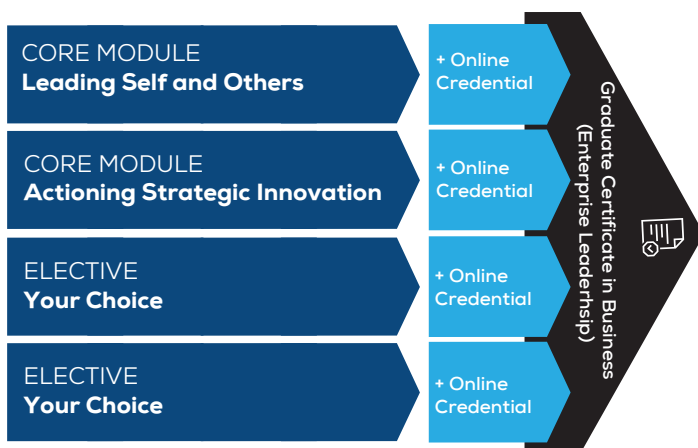 CORE MODULE
Leading Self and Others
+ Online
Credential
CORE MODULE
Actioning Strategic Innovation
+ Online
Credential
ELECTIVE
Your Choice
+ Online
Credential
ELECTIVE
Your Choice
+ Online
Credential
Graduate Certificate in Business
(Enterprise Leaderhsip)